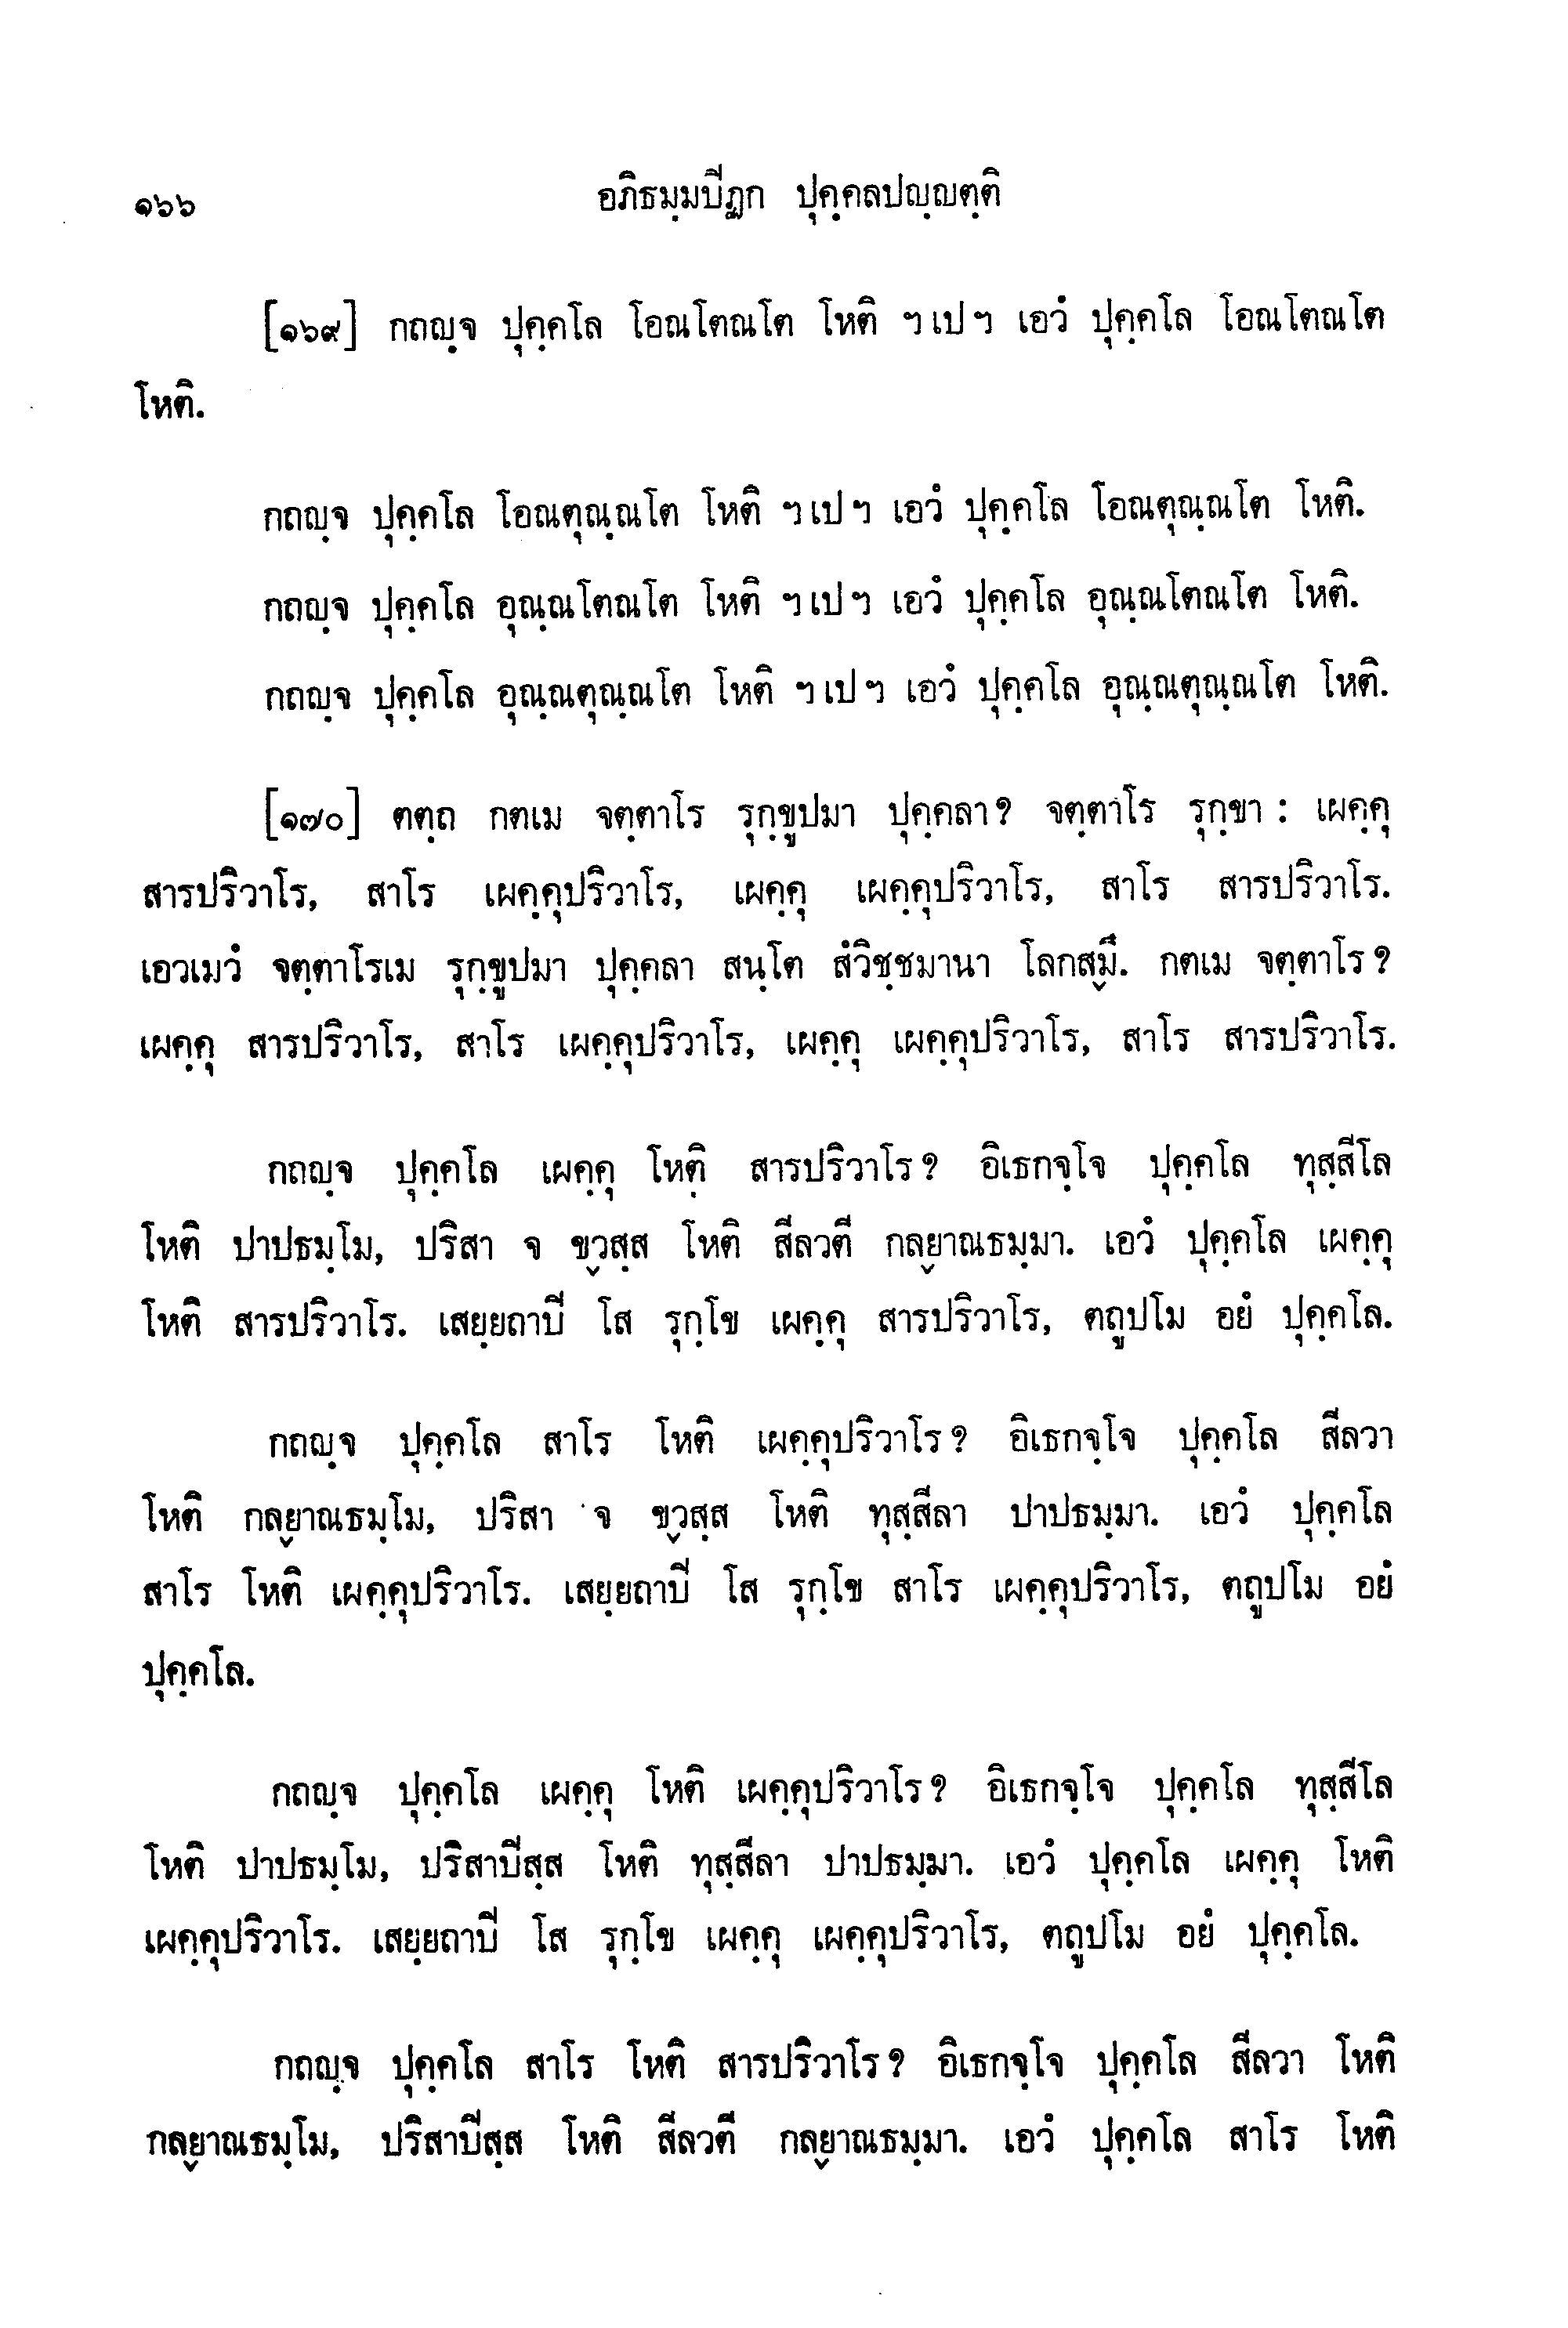 ๑๖๖
อภิธมฺมปิฏก ปุคฺคลปญฺญตฺติ
[๑๖๙] กถญฺจ ปุคฺคโล โอณโตณโต โหติ ฯ เป ฯ เอวํ ปุคฺคโล โอณโตณโต
โหติ.
กถญฺจ ปุคฺคโล โอณตุณฺณโต โหติ ฯ เป ฯ เอวํ ปุคฺคโล โอณตุณฺณโต โหติ.
กถญฺจ ปุคฺคโล อุณฺณโตณโต โหติ ฯ เป ฯ เอวํ ปุคฺคโล อุณฺณโตณโต โหติ.
กถญฺจ ปุคฺคโล อุณฺณตุณฺณโต โหติ ฯ เป ฯ เอวํ ปุคฺคโล อุณฺณตุณฺณโต โหติ.
[๑๗๐] ตตฺถ กตเม จตฺตาโร รุกฺขูปมา ปุคฺคลา? จตฺตาโร รุกฺขา : เผคฺคุ
สารปริวาโร, สาโร เผคฺคุปริวาโร, เผคฺคุ เผคฺคุปริวาโร, สาโร สารปริวาโร.
เอวเมวํ จตฺตาโรเม รุกฺขูปมา ปุคฺคลา สนฺโต สํวิชฺชมานา โลกสฺมึ. กตเม จตฺตาโร?
เผคฺคุ สารปริวาโร, สาโร เผคฺคุปริวาโร, เผคฺคุ เผคฺคุปริวาโร, สาโร สารปริวาโร.
กถญฺจ ปุคฺคโล เผคฺคุ โหติ สารปริวาโร? อิเธกจฺโจ ปุคฺคโล ทุสฺสีโล
โหติ ปาปธมฺโม, ปริสา จ ขฺวสฺส โหติ สีลวตี กลฺยาณธมฺมา. เอวํ ปุคฺคโล เผคฺคุ
โหติ สารปริวาโร. เสยฺยถาปิ โส รุกฺโข เผคฺคุ สารปริวาโร, ตถูปโม อยํ ปุคฺคโล.
กถญฺจ ปุคฺคโล สาโร โหติ เผคฺคุปริวาโร? อิเธกจฺโจ ปุคฺคโล สีลวา
โหติ กลฺยาณธมฺโม, ปริสา จ ขฺวสฺส โหติ ทุสฺสีลา ปาปธมฺมา. เอวํ ปุคฺคโล
สาโร โหติ เผคฺคุปริวาโร. เสยฺยถาปิ โส รุกฺโข สาโร เผคฺคุปริวาโร, ตถูปโม อยํ
ปุคฺคโล.
กถญฺจ ปุคฺคโล เผคฺคุ โหติ เผคฺคุปริวาโร? อิเธกจฺโจ ปุคฺคโล ทุสฺสีโล
โหติ ปาปธมฺโม, ปริสาปิสฺส โหติ ทุสฺสีลา ปาปธมฺมา. เอวํ ปุคฺคโล เผคฺคุ โหติ
เผคฺคุปริวาโร. เสยฺยถาปิ โส รุกฺโข เผคฺคุ เผคฺคุปริวาโร, ตถูปโม อยํ ปุคฺคโล.
กถญฺจ ปุคฺคโล สาโร โหติ สารปริวาโร? อิเธกจฺโจ ปุคฺคโล สีลวา โหติ
กลฺยาณธมฺโม, ปริสาปิสฺส โหติ สีลวตี กลฺยาณธมฺมา. เอวํ ปุคฺคโล สาโร โหติ